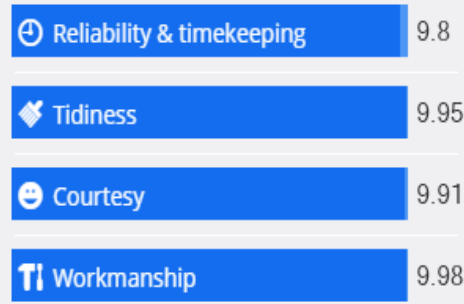 Reliability & timekeeping 9.8
Tidiness 9.95
Courtesy 9.91
Workmanship 9.98